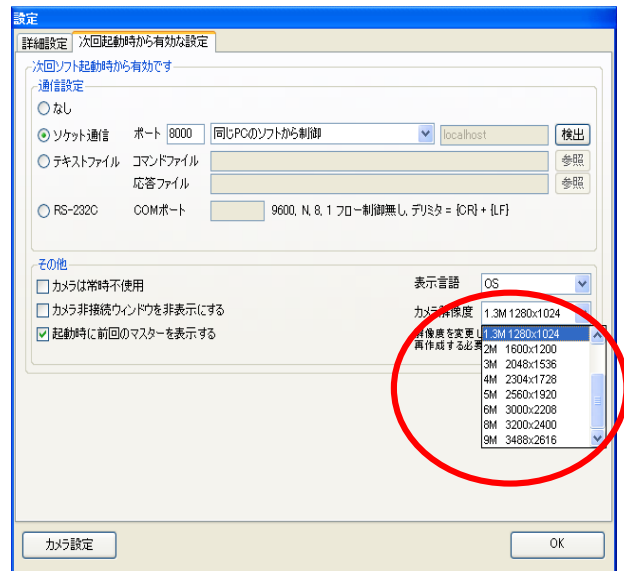 設定
詳細設定 次回起動時から有効な設定
次回ソフト起動時から有効です
通信設定
なし
ソケット通信 ポート 8000 同じPCのソフトから制御 localhost 検出
テキストファイル コマンドファイル 参照
応答ファイル 参照
RS-232C COMポート 9600, N, 8, 1 フロー制御無し, デリミタ = {CR} + {LF}
その他
カメラは常時不使用 表示言語 OS
カメラ非接続ウィンドウを非表示にする カメラ解像度 1.3M 1280x1024
起動時に前回のマスターを表示する 解像度を変更し
再作成する必要
1.3M 1280x1024
2M 1600x1200
3M 2048x1536
4M 2304x1728
5M 2560x1920
6M 3000x2208
8M 3200x2400
9M 3488x2616
カメラ設定 OK